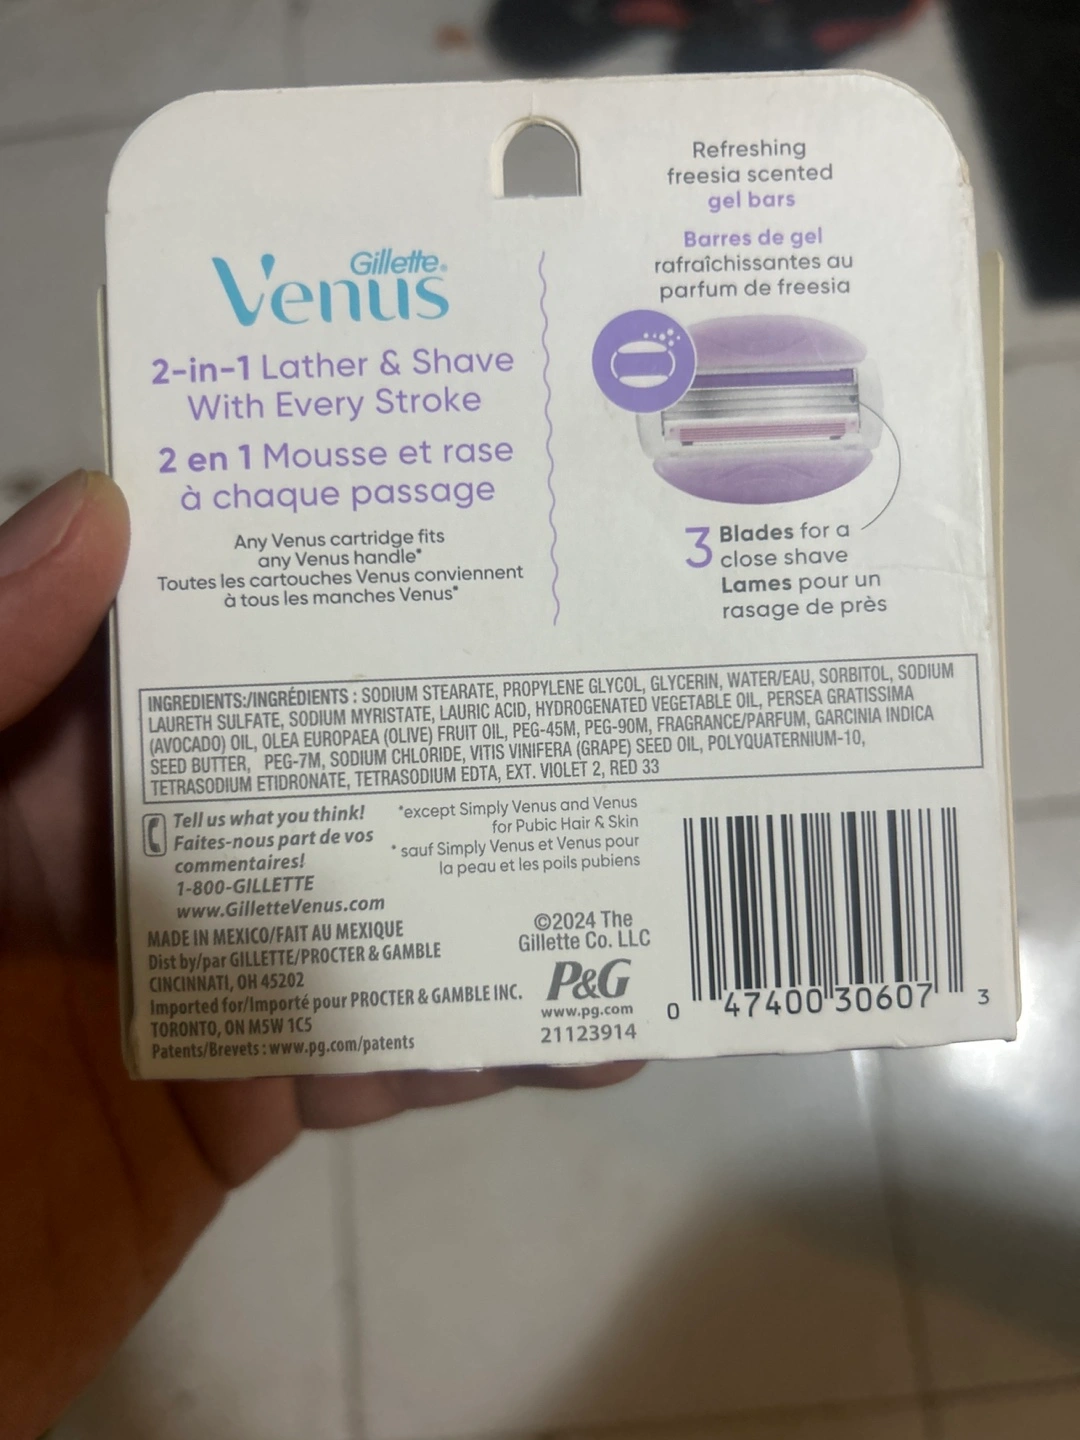 Gillette®
Venus
2-in-1 Lather & Shave
With Every Stroke
2 en 1 Mousse et rase
à chaque passage
Any Venus cartridge fits
any Venus handle*
Toutes les cartouches Venus conviennent
à tous les manches Venus*
Refreshing
freesia scented
gel bars
Barres de gel
rafraîchissantes au
parfum de freesia
3 Blades for a
close shave
Lames pour un
rasage de près
INGREDIENTS:/INGRÉDIENTS : SODIUM STEARATE, PROPYLENE GLYCOL, GLYCERIN, WATER/EAU, SORBITOL, SODIUM
LAURETH SULFATE, SODIUM MYRISTATE, LAURIC ACID, HYDROGENATED VEGETABLE OIL, PERSEA GRATISSIMA
(AVOCADO) OIL, OLEA EUROPAEA (OLIVE) FRUIT OIL, PEG-45M, PEG-90M, FRAGRANCE/PARFUM, GARCINIA INDICA
SEED BUTTER, PEG-7M, SODIUM CHLORIDE, VITIS VINIFERA (GRAPE) SEED OIL, POLYQUATERNIUM-10,
TETRASODIUM ETIDRONATE, TETRASODIUM EDTA, EXT. VIOLET 2, RED 33
Tell us what you think!
Faites-nous part de vos
commentaires!
1-800-GILLETTE
www.GilletteVenus.com
*except Simply Venus and Venus
for Pubic Hair & Skin
* sauf Simply Venus et Venus pour
la peau et les poils pubiens
MADE IN MEXICO/FAIT AU MEXIQUE
Dist by/par GILLETTE/PROCTER & GAMBLE
CINCINNATI, OH 45202
Imported for/Importé pour PROCTER & GAMBLE INC.
TORONTO, ON M5W 1C5
Patents/Brevets : www.pg.com/patents
©2024 The
Gillette Co. LLC
P&G
www.pg.com
21123914
0 47400 30607 3